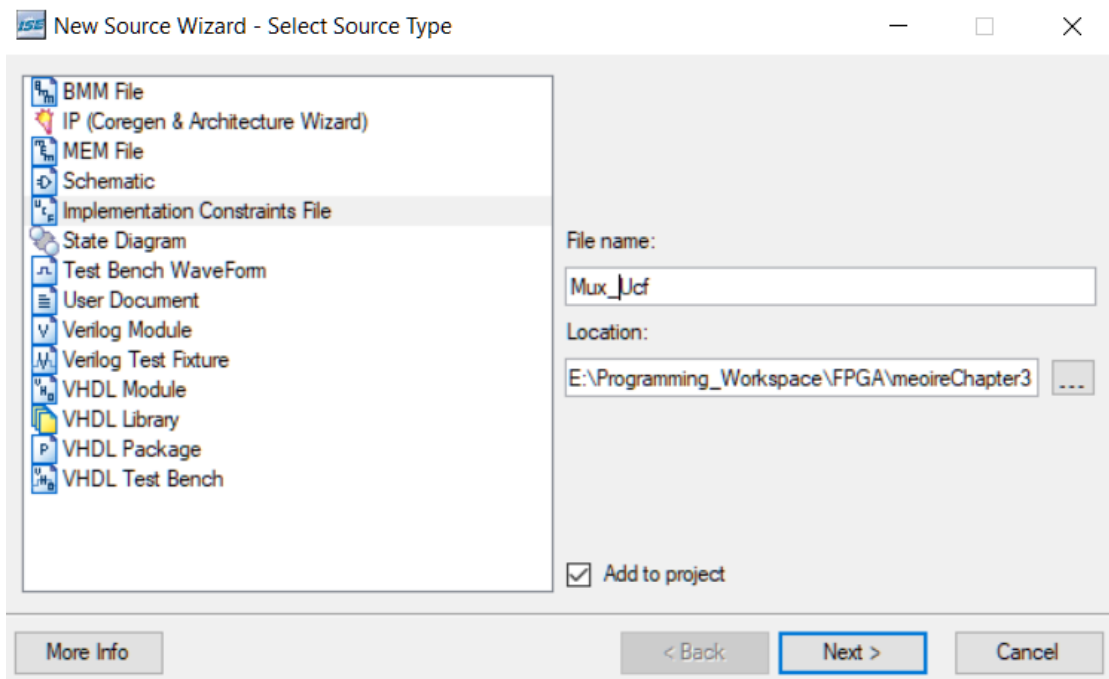 ISE New Source Wizard - Select Source Type
BMM File
IP (Coregen & Architecture Wizard)
MEM File
Schematic
Implementation Constraints File
State Diagram
Test Bench WaveForm
User Document
Verilog Module
Verilog Test Fixture
VHDL Module
VHDL Library
VHDL Package
VHDL Test Bench
File name:
Mux_Ucf
Location:
E:\Programming_Workspace\FPGA\meoireChapter3
...
Add to project
More Info
< Back
Next >
Cancel